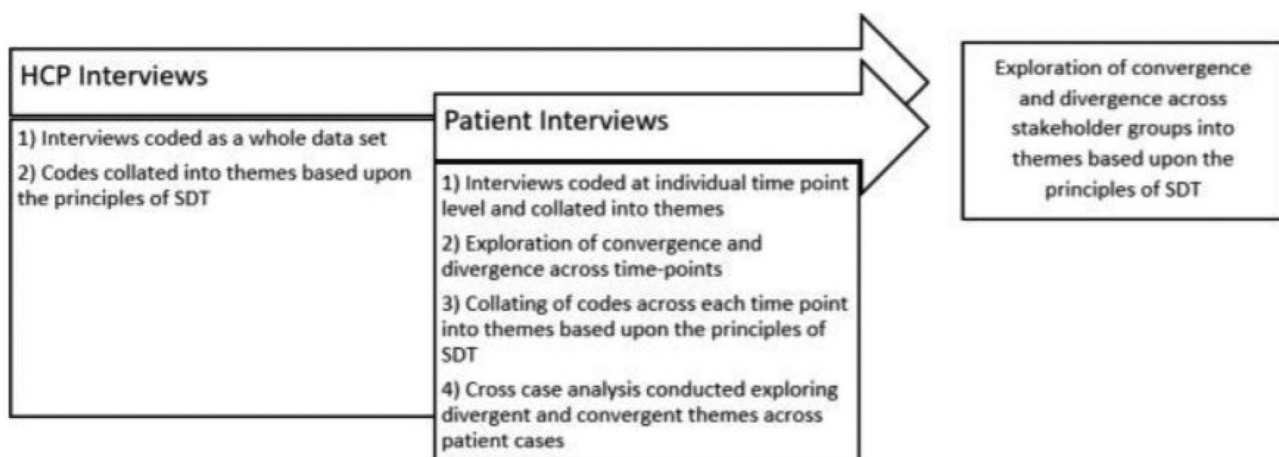 HCP Interviews
1) Interviews coded as a whole data set
2) Codes collated into themes based upon
the principles of SDT
Patient Interviews
1) Interviews coded at individual time point
level and collated into themes
2) Exploration of convergence and
divergence across time-points
3) Collating of codes across each time point
into themes based upon the principles of
SDT
4) Cross case analysis conducted exploring
divergent and convergent themes across
patient cases
Exploration of convergence
and divergence across
stakeholder groups into
themes based upon the
principles of SDT